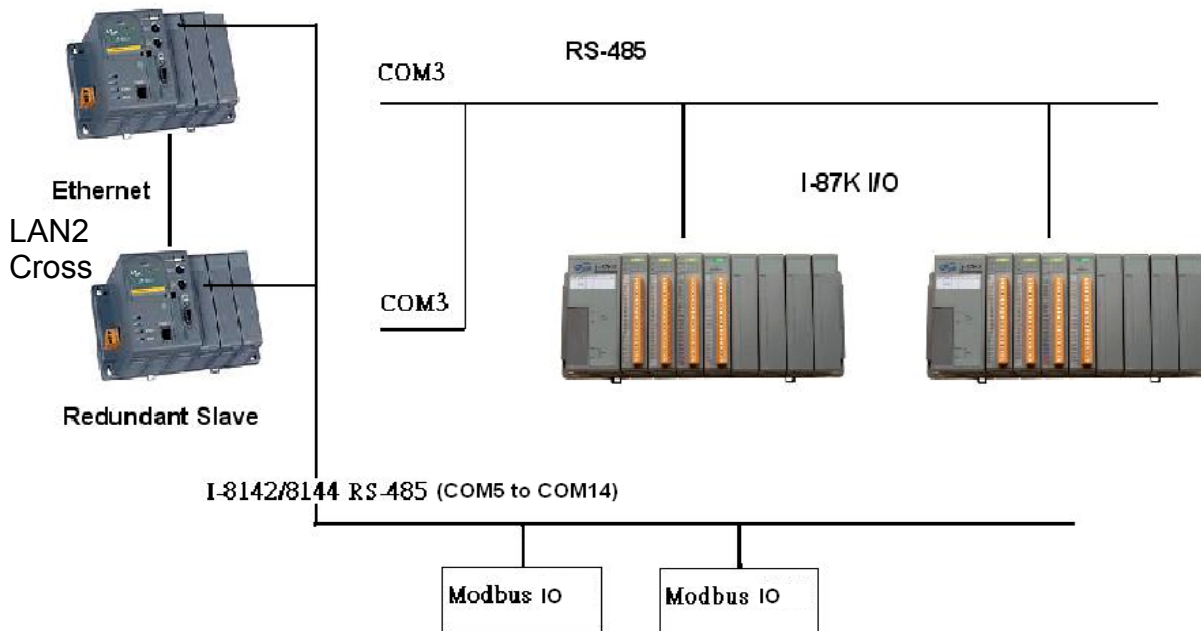 RS-485
COM3
I-87K I/O
Ethernet
LAN2
Cross
COM3
Redundant Slave
I-8142/8144 RS-485 (COM5 to COM14)
Modbus IO
Modbus IO